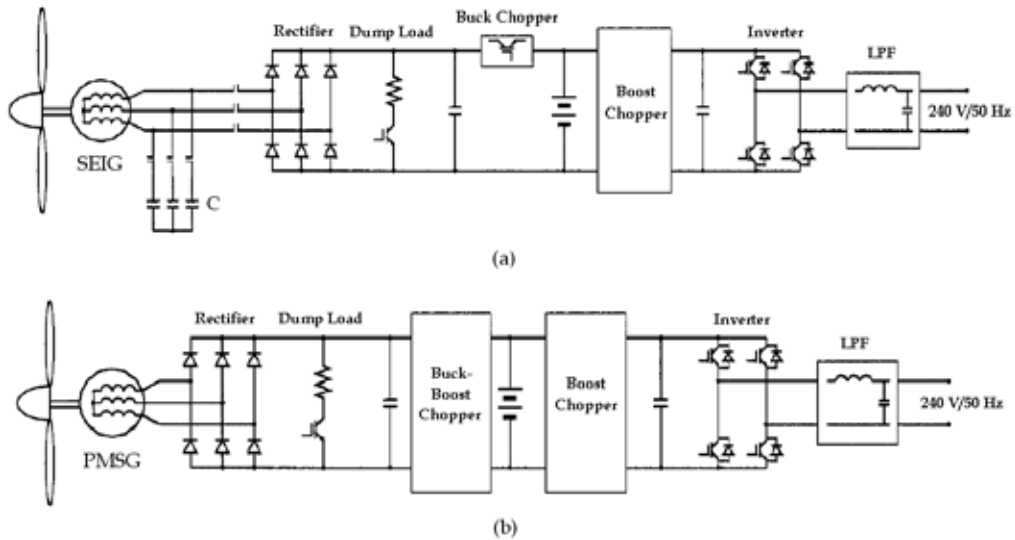 Buck Chopper
Rectifier
Dump Load
Inverter
LPF
Boost
Chopper
240 V/50 Hz
SEIG
C
(a)
Rectifier
Dump Load
Inverter
LPF
Buck-
Boost
Chopper
Boost
Chopper
240 V/50 Hz
PMSG
(b)